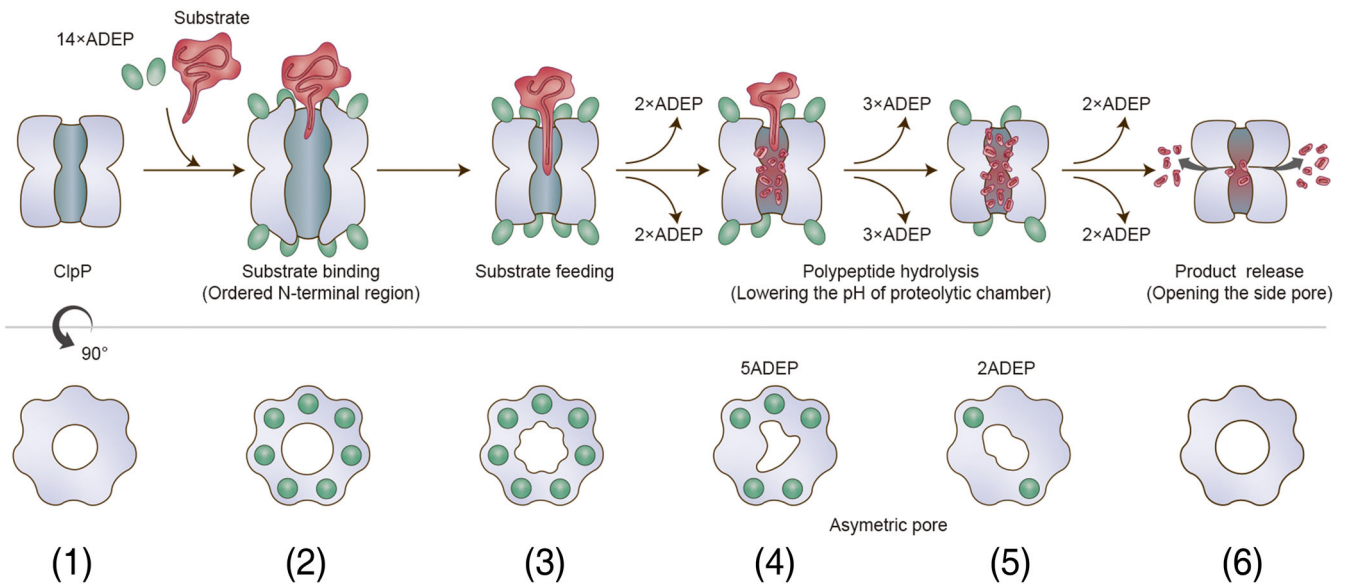 Substrate
14×ADEP
2×ADEP
3×ADEP
2×ADEP
2×ADEP
3×ADEP
2×ADEP
ClpP
Substrate binding
(Ordered N-terminal region)
Substrate feeding
Polypeptide hydrolysis
(Lowering the pH of proteolytic chamber)
Product release
(Opening the side pore)
90°
5ADEP
2ADEP
Asymetric pore
(1)
(2)
(3)
(4)
(5)
(6)